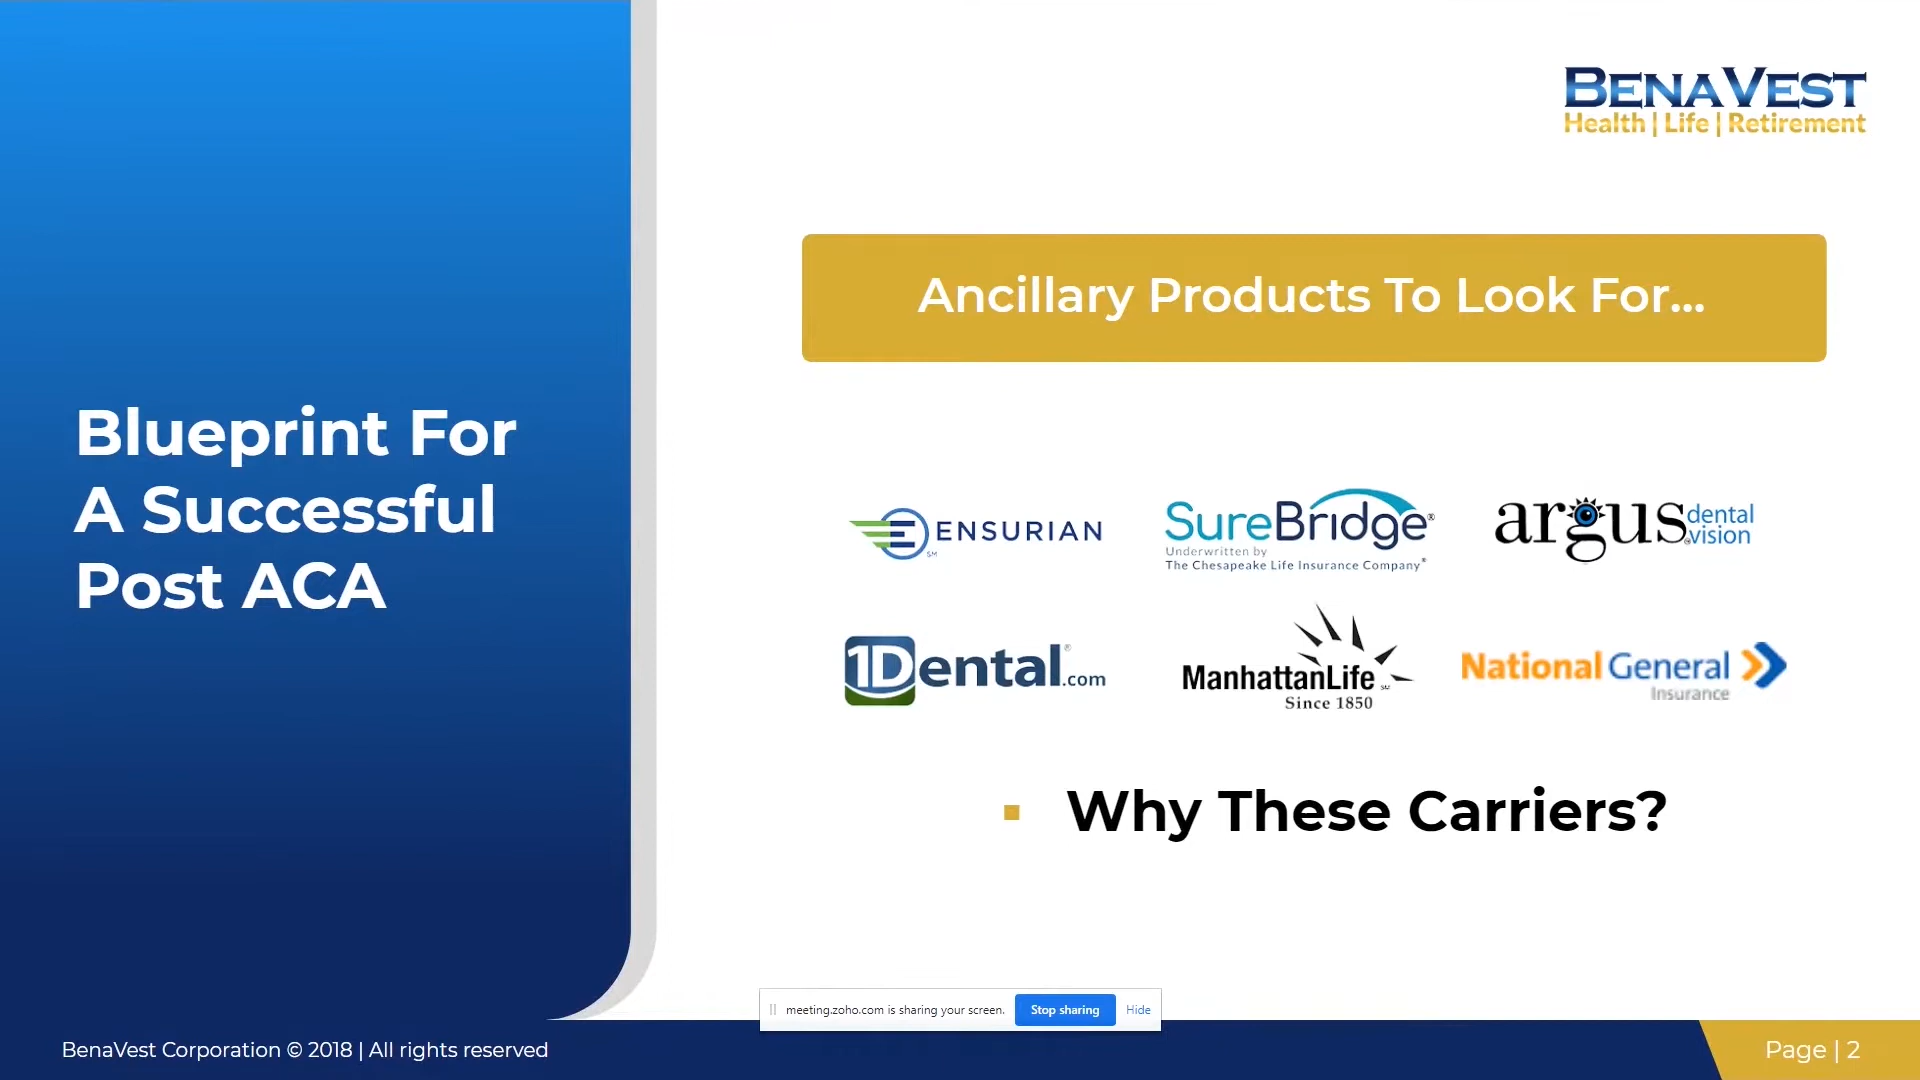 BENAVEST
Health | Life | Retirement
Ancillary Products To Look For...
Blueprint For
A Successful
Post ACA
E ENSURIAN SM
SureBridge®
Underwritten by
The Chesapeake Life Insurance Company®
argus® dental
vision
1Dental.com®
ManhattanLife SM
Since 1850
National General
Insurance
▪ Why These Carriers?
meeting.zoho.com is sharing your screen. Stop sharing Hide
BenaVest Corporation © 2018 | All rights reserved
Page | 2